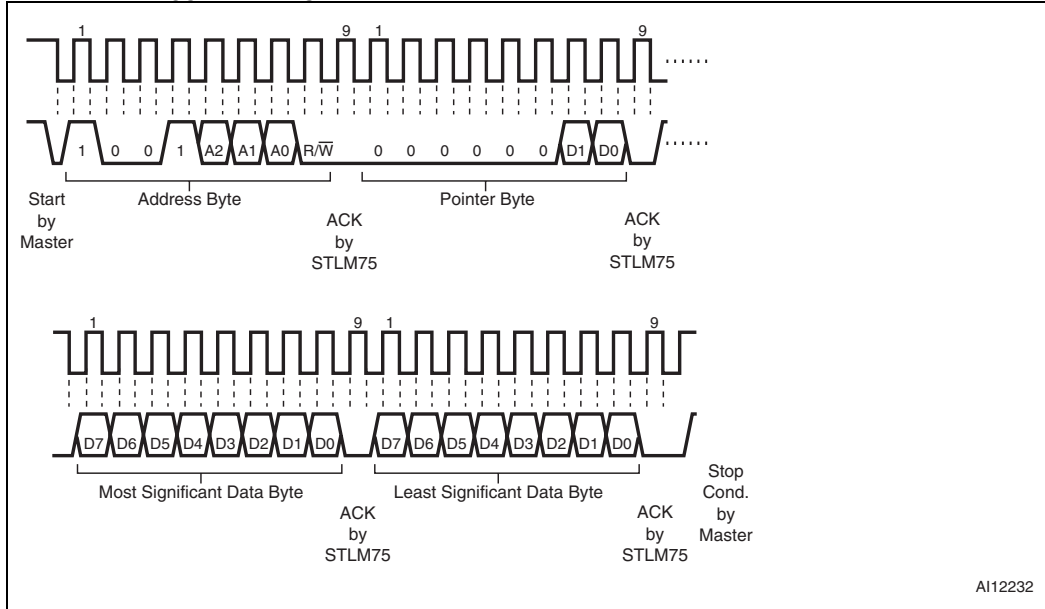 1 9 1 9
1 0 0 1 A2 A1 A0 R/W 0 0 0 0 0 0 D1 D0
Start by Master
Address Byte
Pointer Byte
ACK by STLM75
ACK by STLM75
1 9 1 9
D7 D6 D5 D4 D3 D2 D1 D0 D7 D6 D5 D4 D3 D2 D1 D0
Most Significant Data Byte
Least Significant Data Byte
ACK by STLM75
ACK by STLM75
Stop Cond. by Master
AI12232